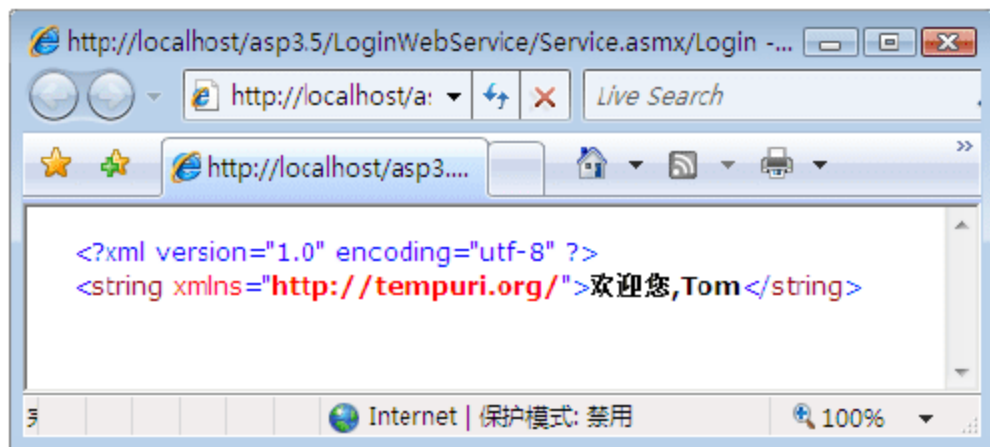 http://localhost/asp3.5/LoginWebService/Service.asmx/Login -...
http://localhost/a: Live Search
http://localhost/asp3....
<?xml version="1.0" encoding="utf-8" ?>
<string xmlns="http://tempuri.org/">欢迎您,Tom</string>
Internet | 保护模式: 禁用 100%